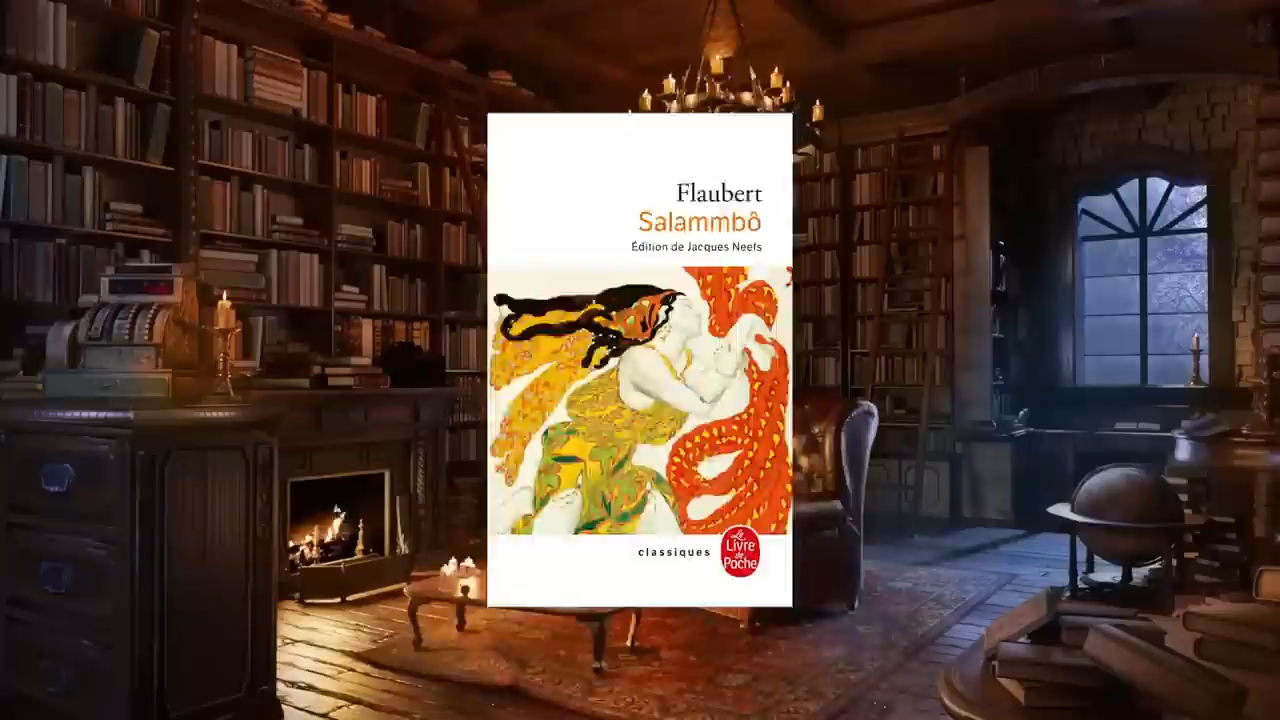 Flaubert
Salammbô
Édition de Jacques Neefs
classiques
Le
Livre
de
Poche